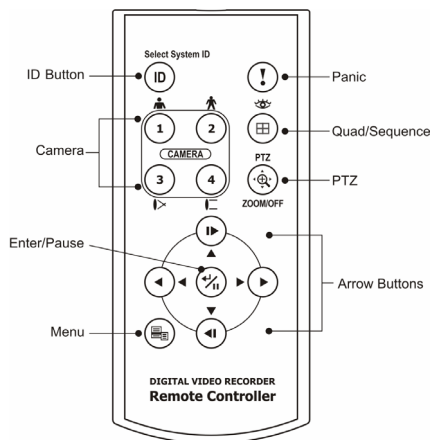 Select System ID
ID Button
ID
Panic
1
2
Quad/Sequence
Camera
CAMERA
PTZ
3
4
PTZ
ZOOM/OFF
Enter/Pause
Arrow Buttons
Menu
DIGITAL VIDEO RECORDER
Remote Controller